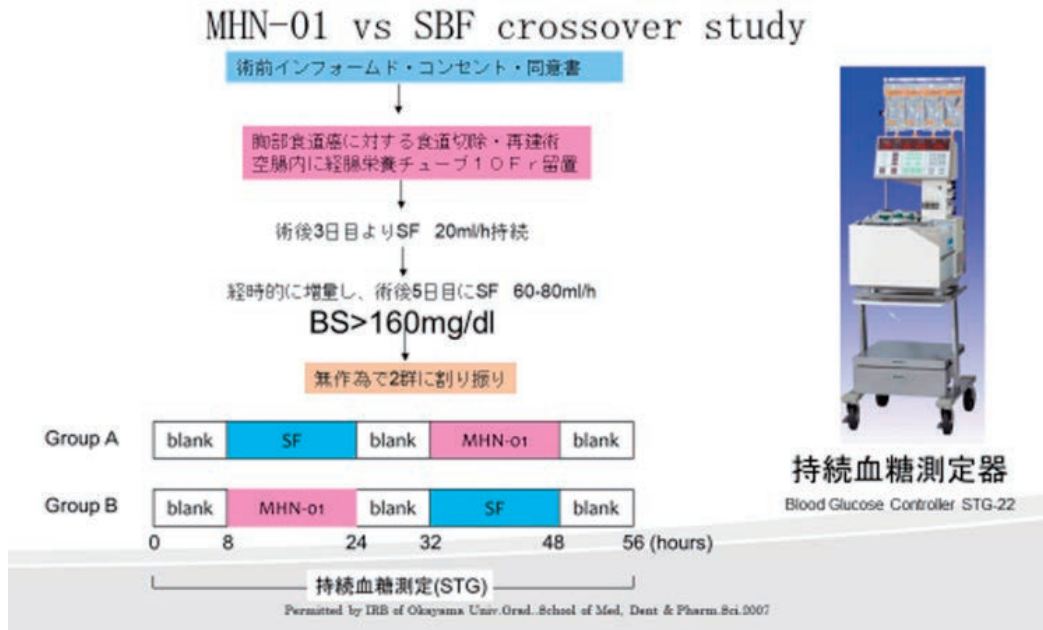 MHN-01 vs SBF crossover study
術前インフォームド・コンセント・同意書
胸部食道癌に対する食道切除・再建術
空腸内に経腸栄養チューブ10Fr留置
術後3日目よりSF 20ml/h持続
経時的に増量し、術後5日目にSF 60-80ml/h
BS>160mg/dl
無作為で2群に割り振り
Group A blank SF blank MHN-01 blank
Group B blank MHN-01 blank SF blank
0 8 24 32 48 56 (hours)
持続血糖測定(STG)
持続血糖測定器
Blood Glucose Controller STG-22
Permitted by IRB of Okayama Univ.Grad..School of Med, Dent & Pharm.Sci.2007